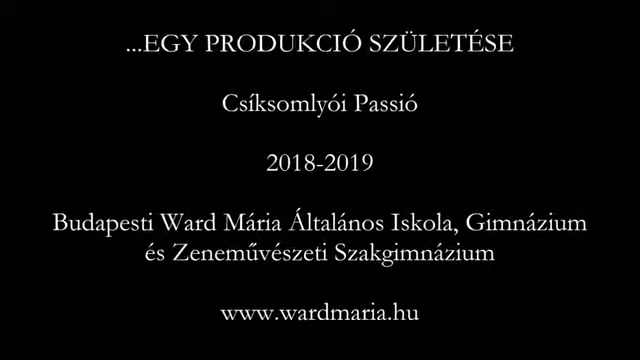 ...EGY PRODUKCIÓ SZÜLETÉSE
Csíksomlyói Passió
2018-2019
Budapesti Ward Mária Általános Iskola, Gimnázium
és Zeneművészeti Szakgimnázium
www.wardmaria.hu